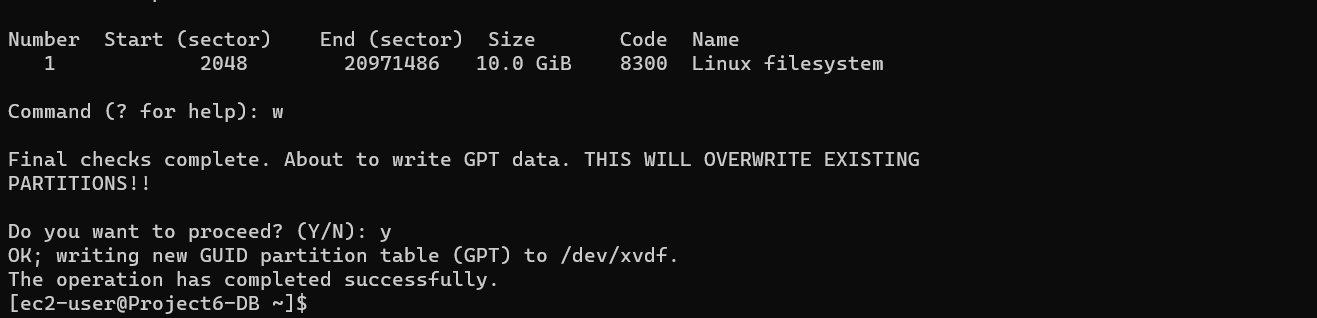 Number  Start (sector)    End (sector)  Size       Code  Name
   1            2048        20971486   10.0 GiB    8300  Linux filesystem
Command (? for help): w
Final checks complete. About to write GPT data. THIS WILL OVERWRITE EXISTING
PARTITIONS!!
Do you want to proceed? (Y/N): y
OK; writing new GUID partition table (GPT) to /dev/xvdf.
The operation has completed successfully.
[ec2-user@Project6-DB ~]$